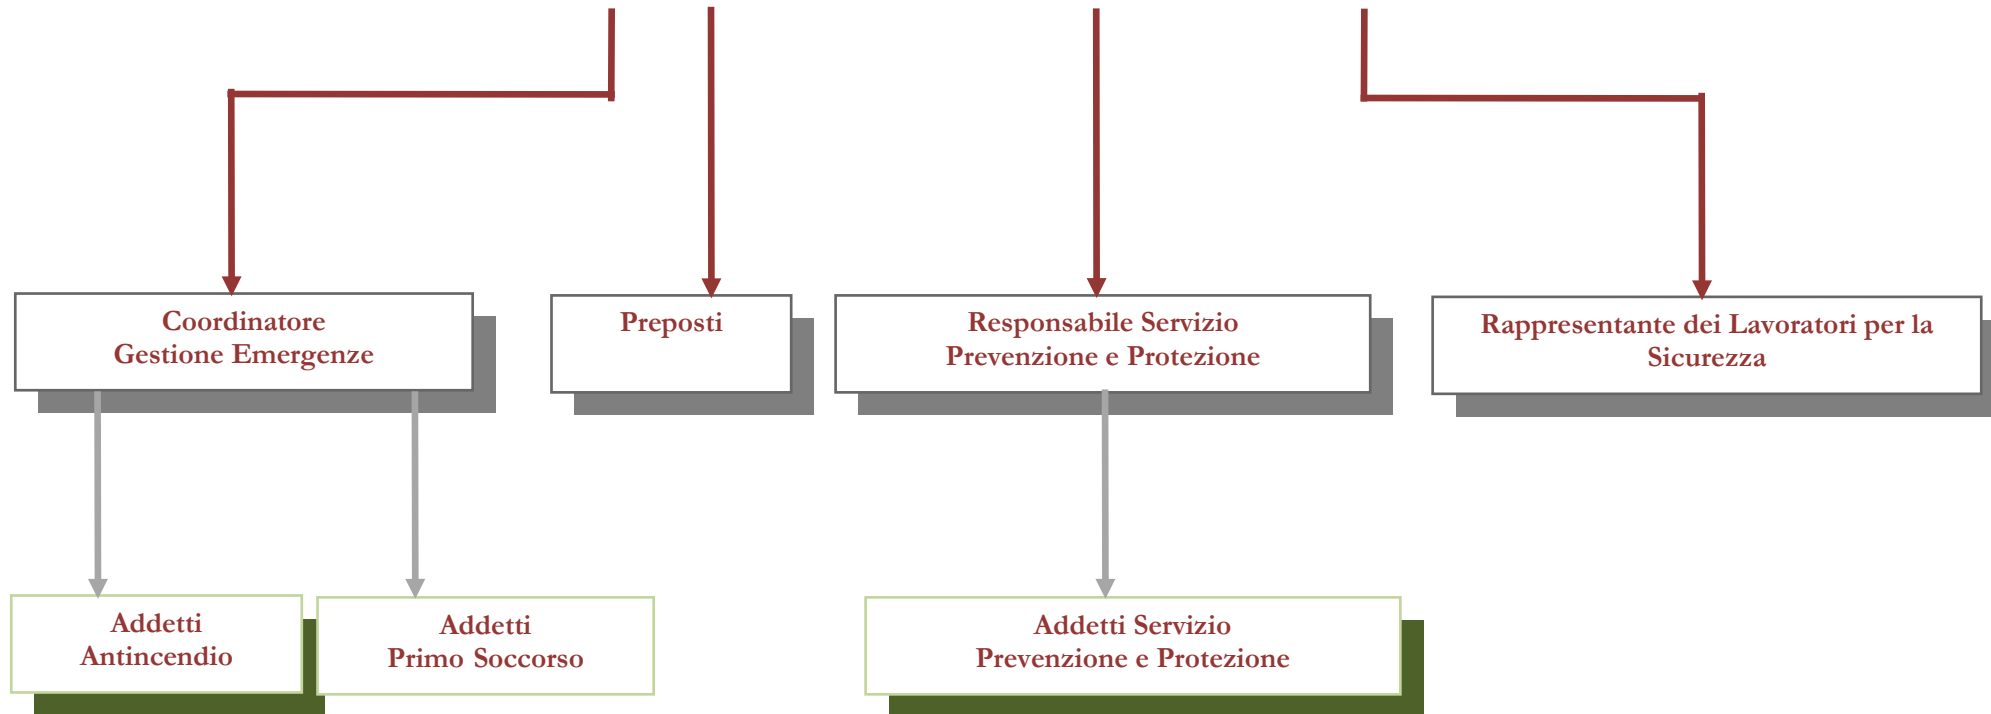 Coordinatore
Gestione Emergenze
Preposti
Responsabile Servizio
Prevenzione e Protezione
Rappresentante dei Lavoratori per la
Sicurezza
Addetti
Antincendio
Addetti
Primo Soccorso
Addetti Servizio
Prevenzione e Protezione